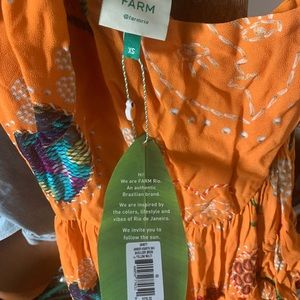 FARM
@farmrio
XS
Hi!
We are FARM Rio.
An authentic
Brazilian brand.
We are inspired by
the colors, lifestyle and
vibes of Rio de Janeiro.
We invite you to
follow the sun.